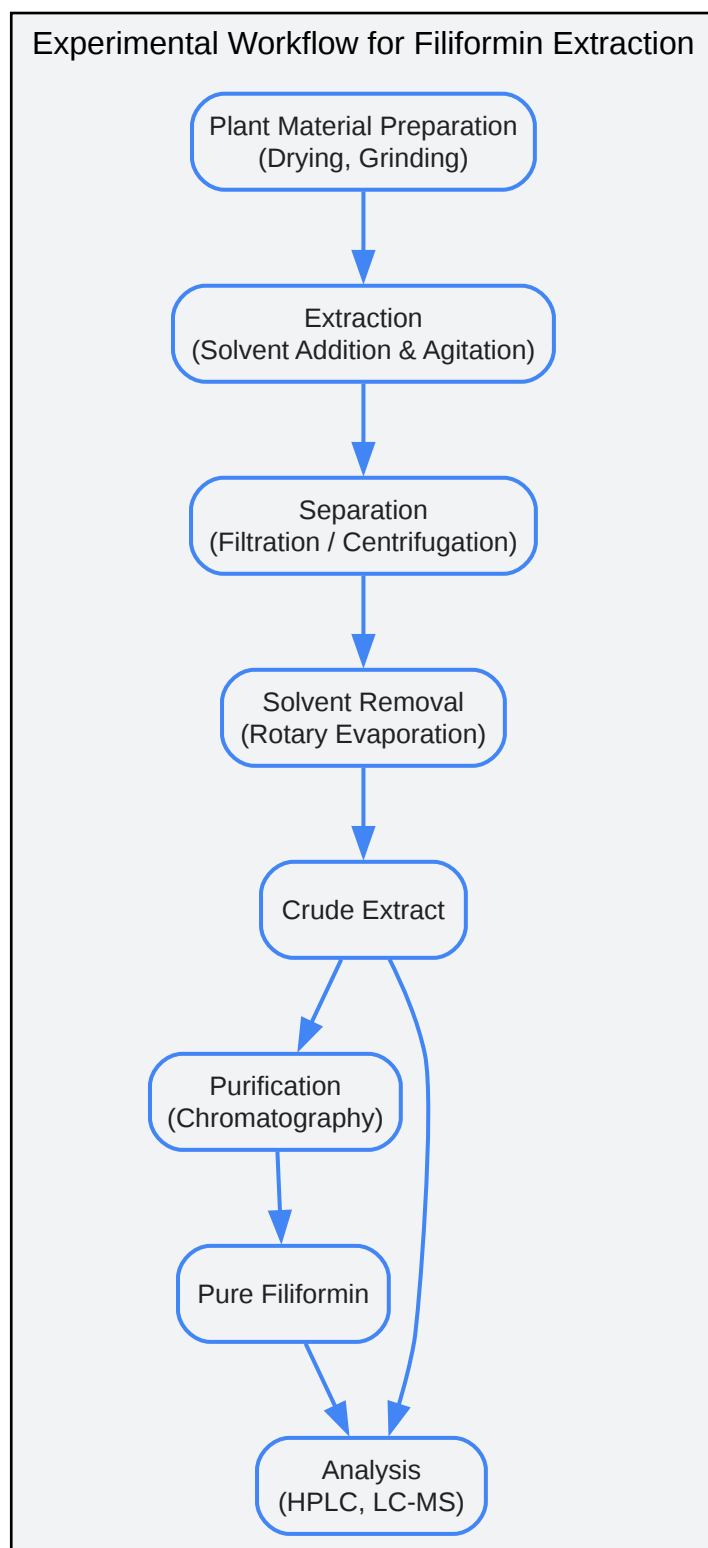 Experimental Workflow for Filiformin Extraction
Plant Material Preparation
(Drying, Grinding)
Extraction
(Solvent Addition & Agitation)
Separation
(Filtration / Centrifugation)
Solvent Removal
(Rotary Evaporation)
Crude Extract
Purification
(Chromatography)
Pure Filiformin
Analysis
(HPLC, LC-MS)